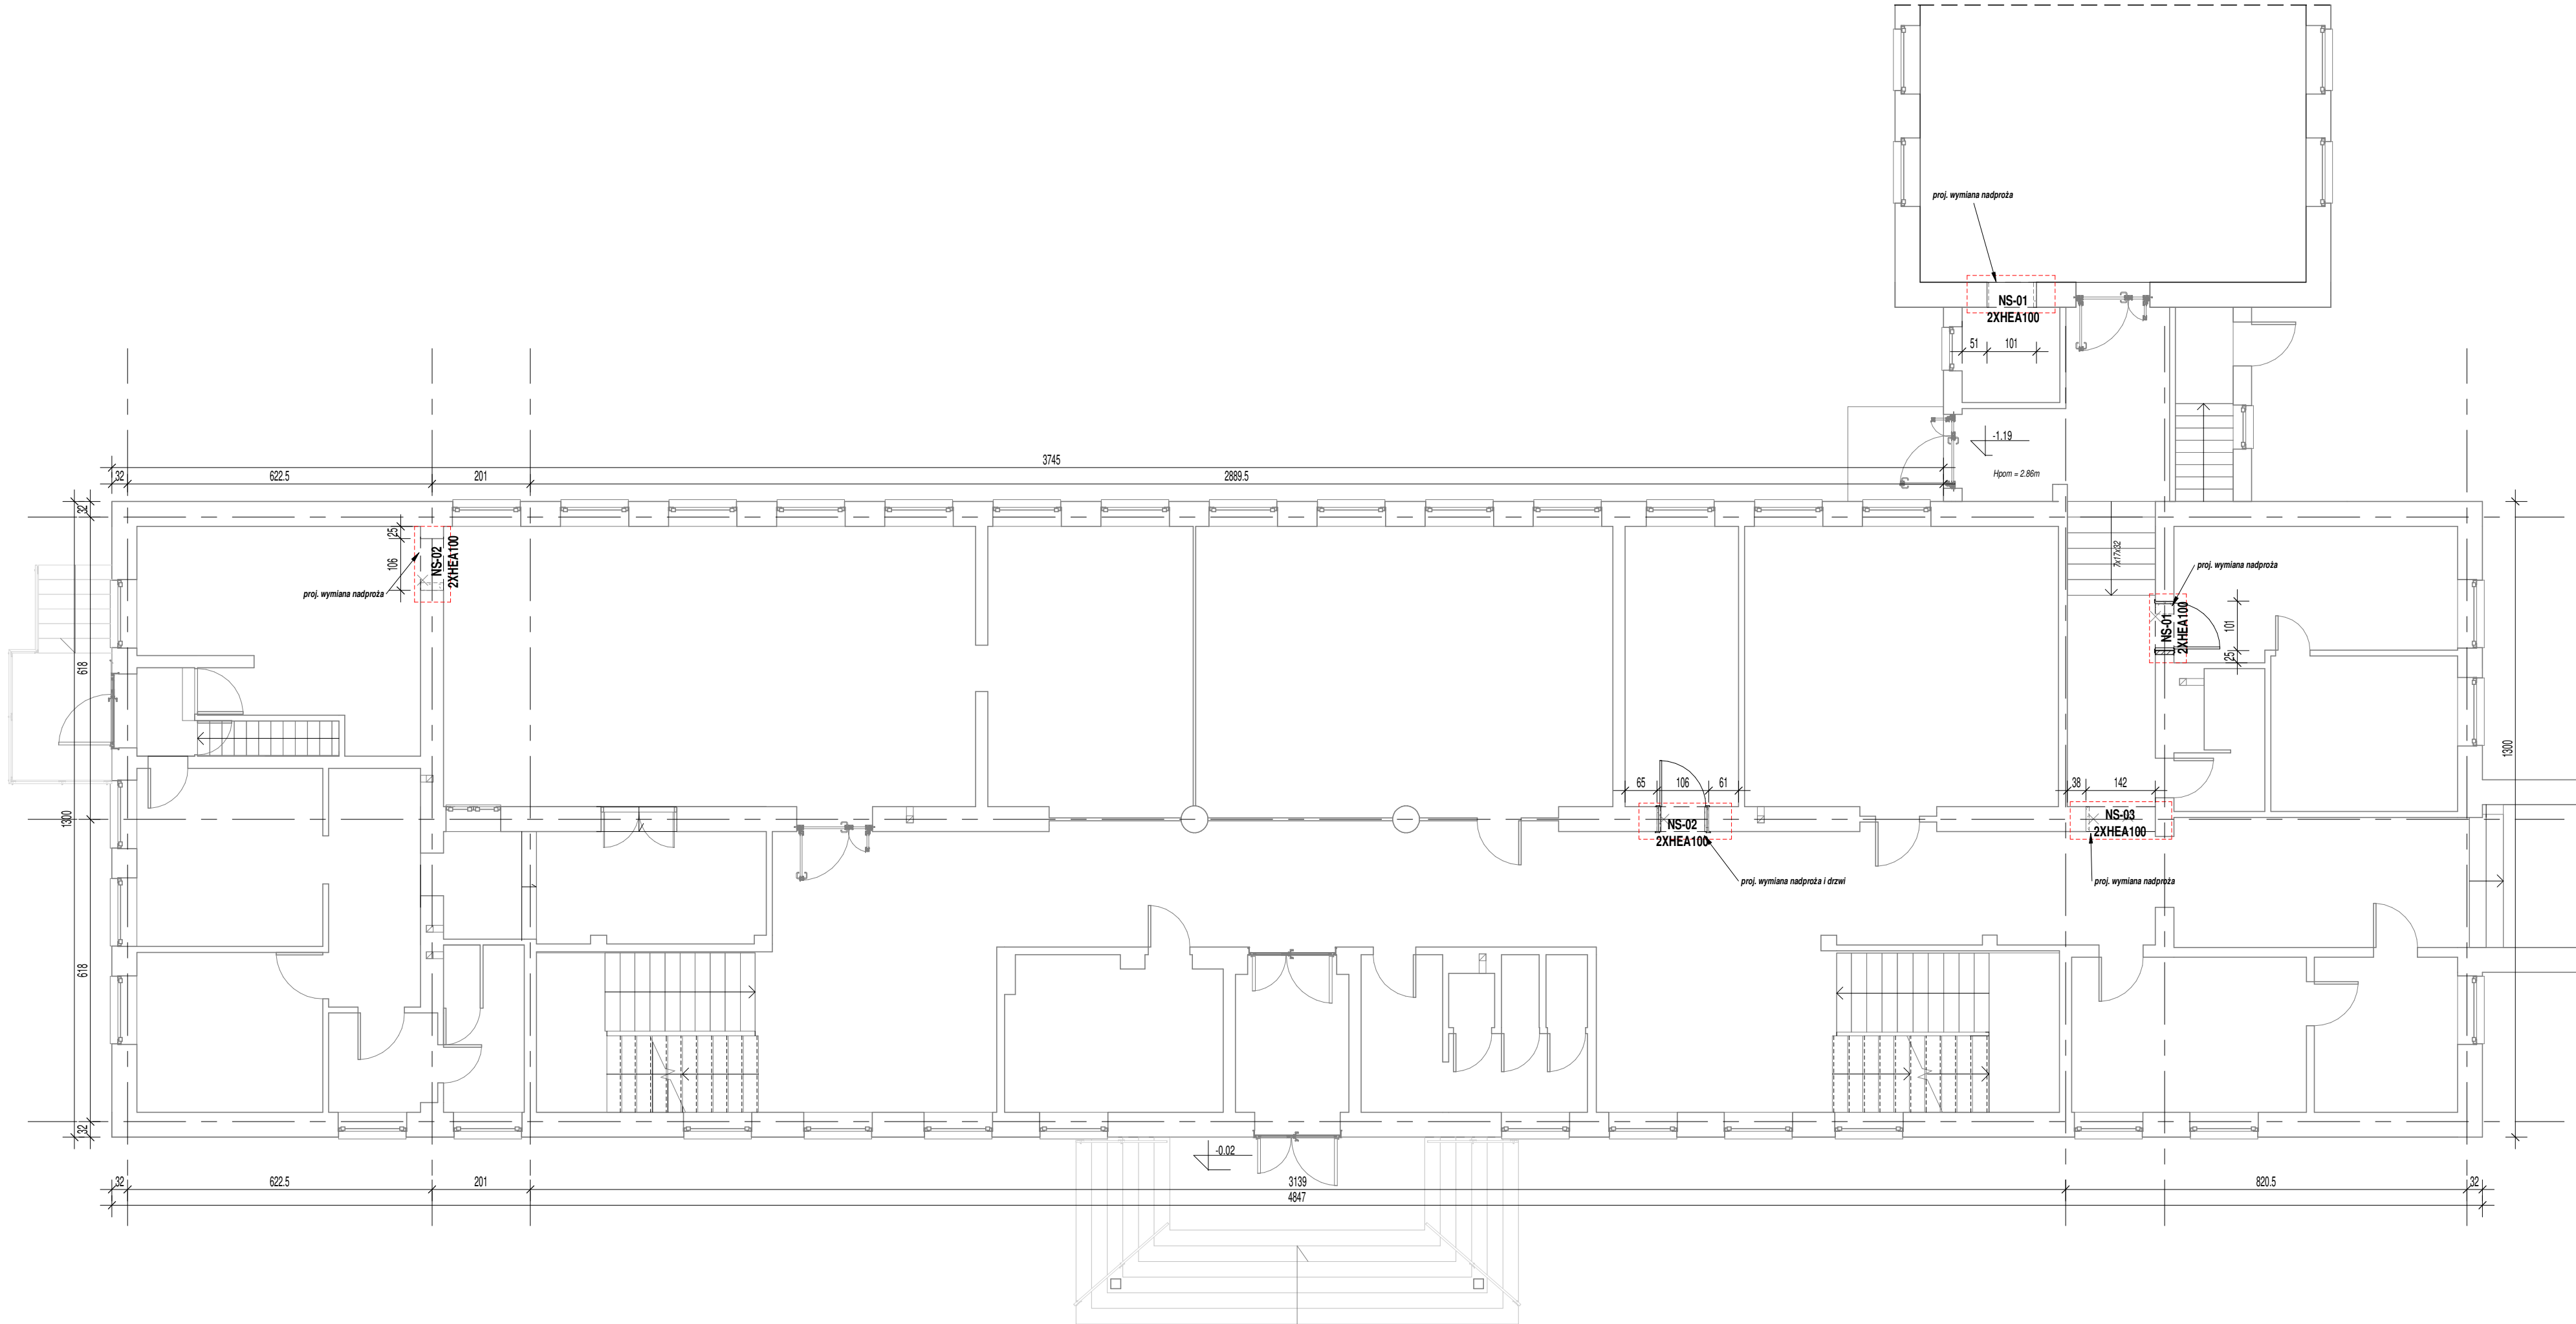 proj. wymiana nadproża
NS-01
2XHEA100
51
101
-1.19
Hpom = 2.86m
3745
32
622.5
201
2889.5
32
25
106
NS-02
2XHEA100
proj. wymiana nadproża
618
1300
618
32
7x17x32
proj. wymiana nadproża
NS-01
2XHEA100
101
25
1300
65
106
61
NS-02
2XHEA100
proj. wymiana nadproża i drzwi
38
142
NS-03
2XHEA100
proj. wymiana nadproża
-0.02
32
622.5
201
3139
820.5
32
4847